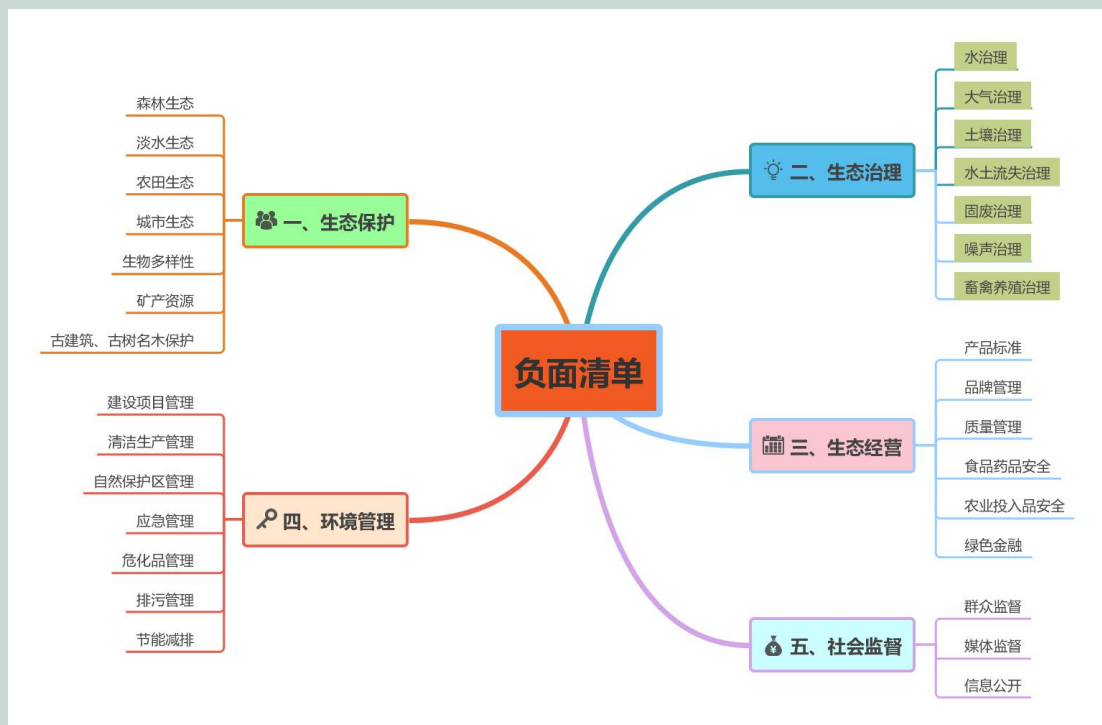 负面清单
一、生态保护
森林生态
淡水生态
农田生态
城市生态
生物多样性
矿产资源
古建筑、古树名木保护
二、生态治理
水治理
大气治理
土壤治理
水土流失治理
固废治理
噪声治理
畜禽养殖治理
三、生态经营
产品标准
品牌管理
质量管理
食品药品安全
农业投入品安全
绿色金融
四、环境管理
建设项目管理
清洁生产管理
自然保护区管理
应急管理
危化品管理
排污管理
节能减排
五、社会监督
群众监督
媒体监督
信息公开